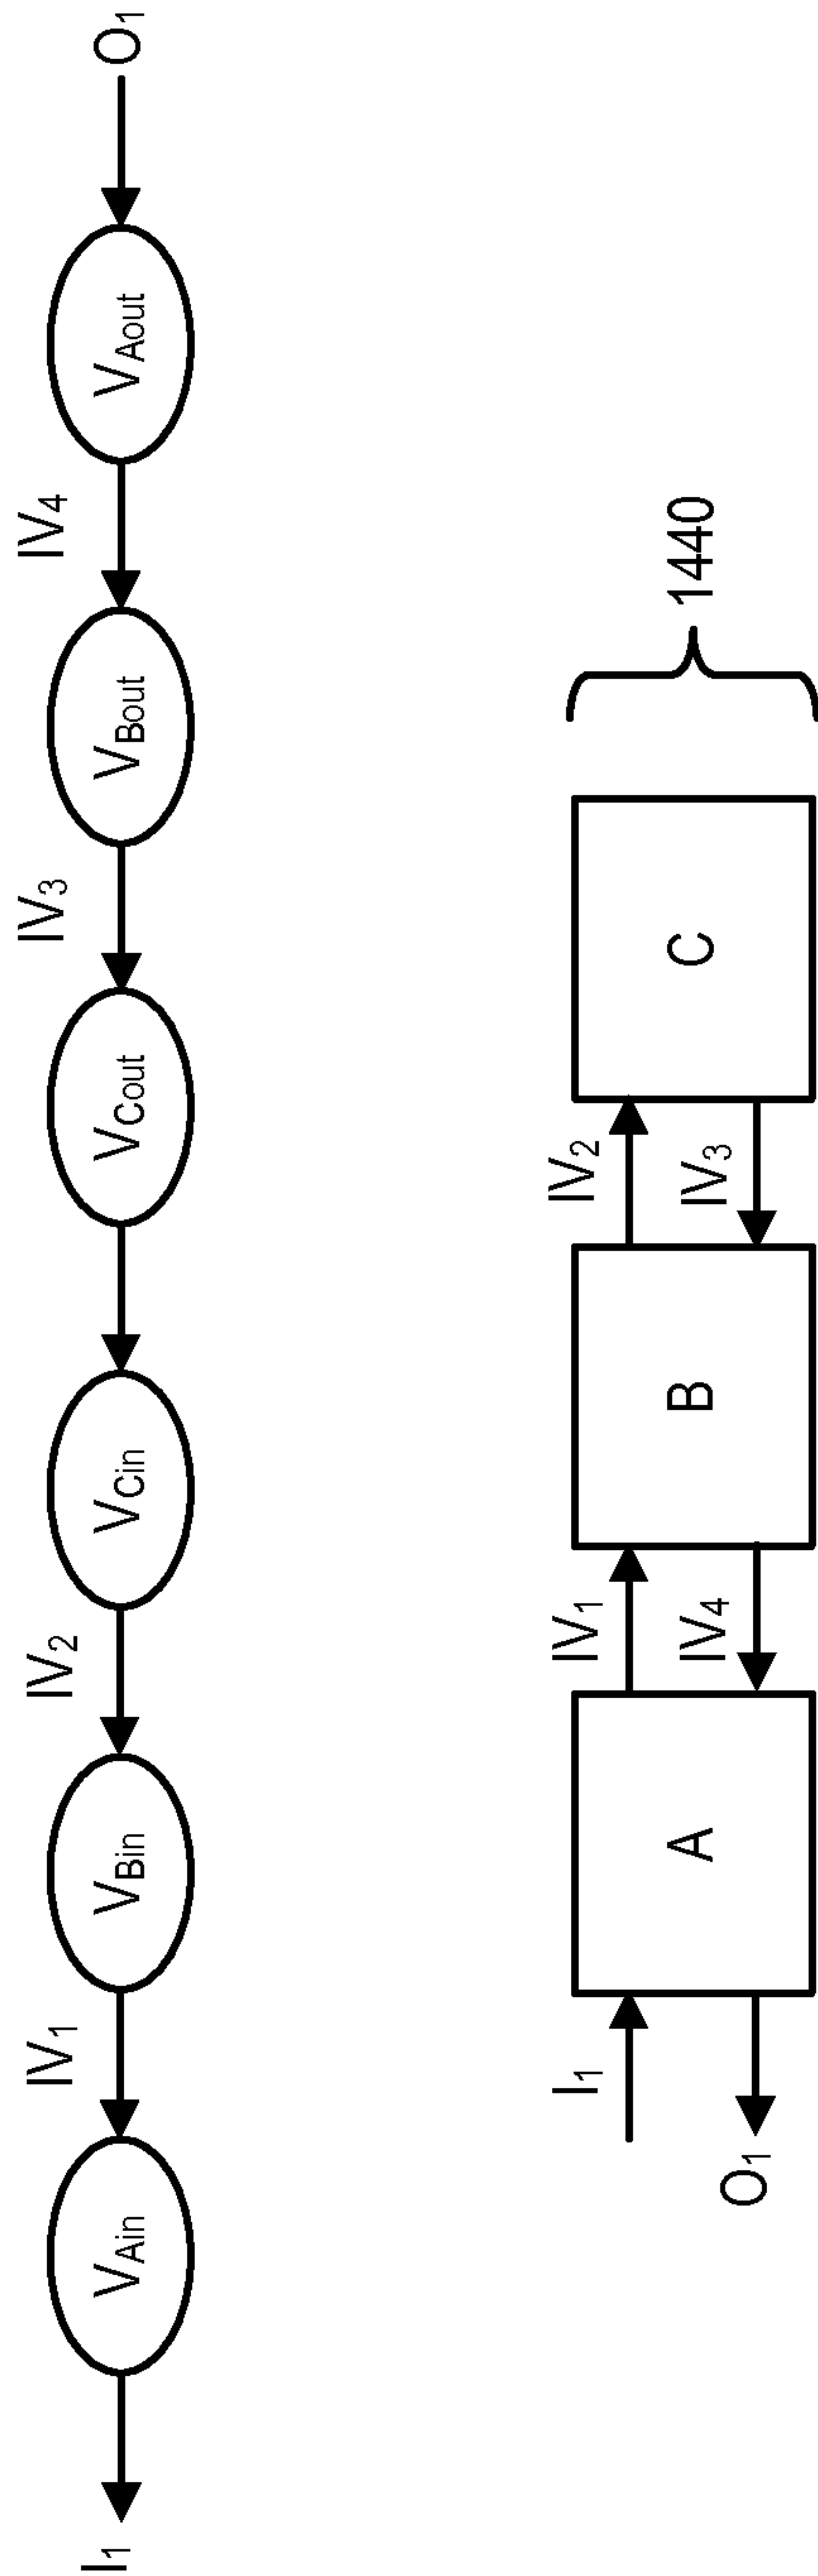 I1
VAin
IV1
VBin
IV2
VCin
VCout
IV3
VBout
IV4
VAout
O1
I1
O1
A
IV1
IV4
B
IV2
IV3
C
1440